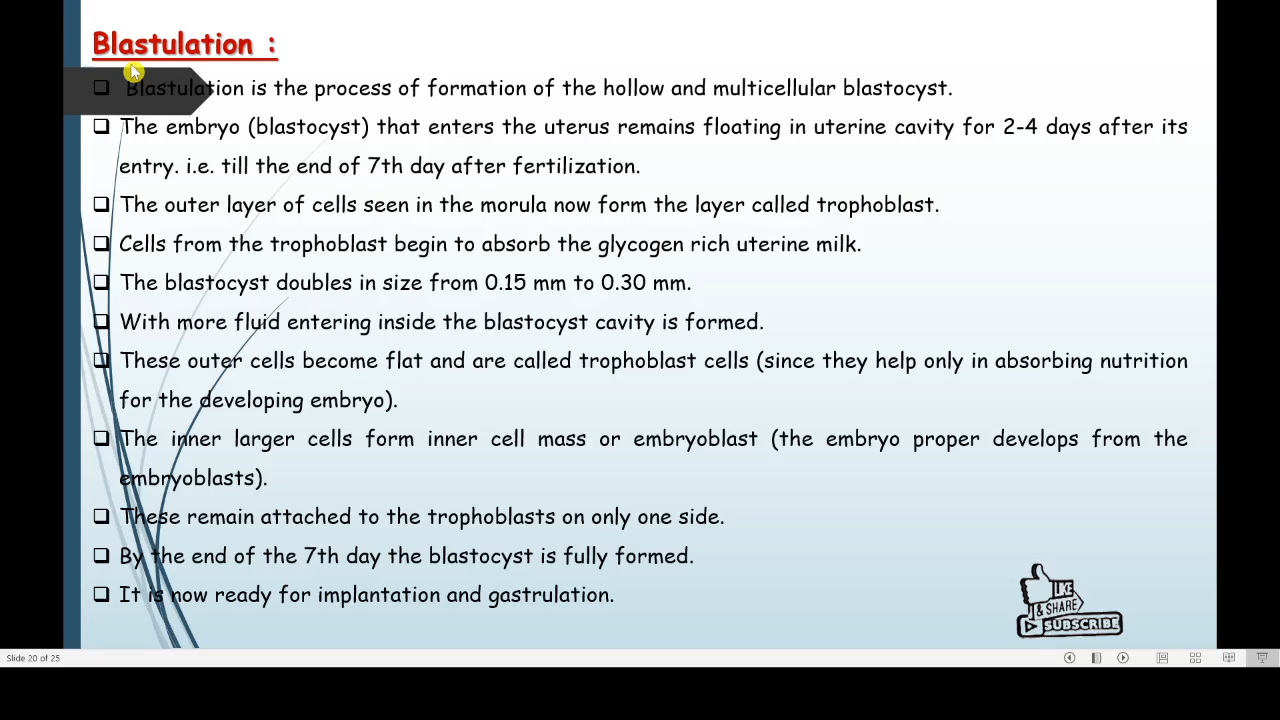 Blastulation :
❑ Blastulation is the process of formation of the hollow and multicellular blastocyst.
❑ The embryo (blastocyst) that enters the uterus remains floating in uterine cavity for 2-4 days after its
entry. i.e. till the end of 7th day after fertilization.
❑ The outer layer of cells seen in the morula now form the layer called trophoblast.
❑ Cells from the trophoblast begin to absorb the glycogen rich uterine milk.
❑ The blastocyst doubles in size from 0.15 mm to 0.30 mm.
❑ With more fluid entering inside the blastocyst cavity is formed.
❑ These outer cells become flat and are called trophoblast cells (since they help only in absorbing nutrition
for the developing embryo).
❑ The inner larger cells form inner cell mass or embryoblast (the embryo proper develops from the
embryoblasts).
❑ These remain attached to the trophoblasts on only one side.
❑ By the end of the 7th day the blastocyst is fully formed.
❑ It is now ready for implantation and gastrulation.
LIKE
& SHARE
SUBSCRIBE
Slide 20 of 25